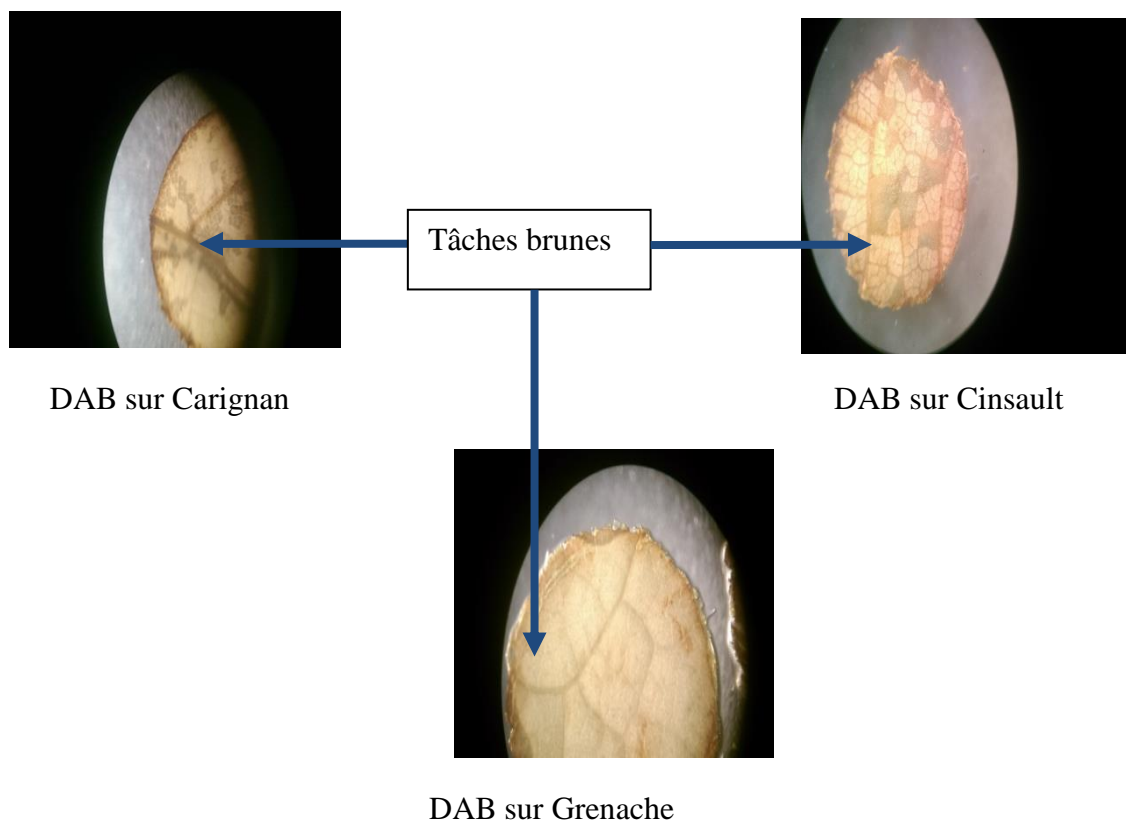 Tâches brunes
DAB sur Carignan
DAB sur Cinsault
DAB sur Grenache